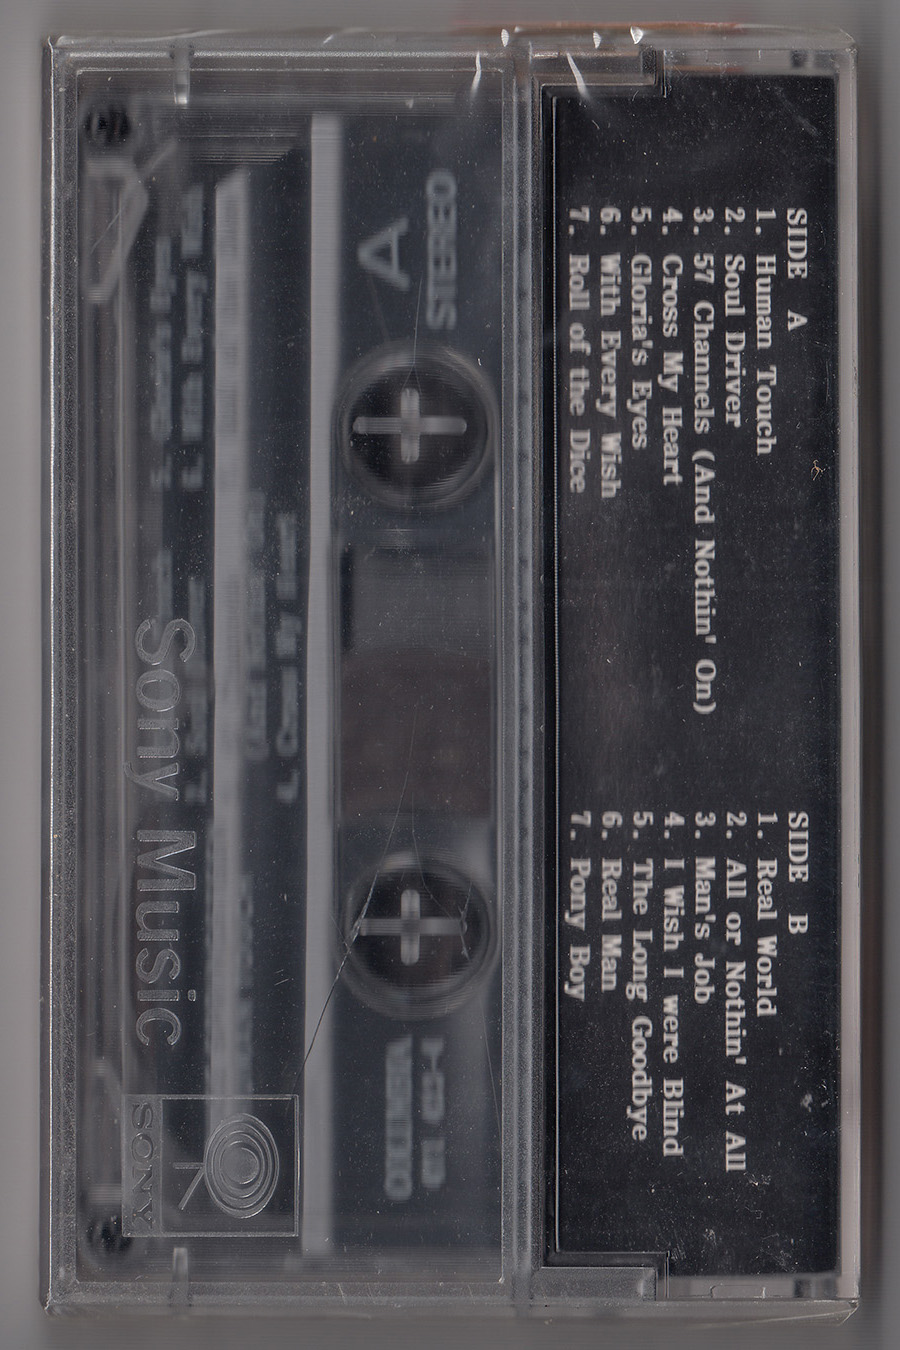 SIDE A
1. Human Touch
2. Soul Driver
3. 57 Channels (And Nothin' On)
4. Cross My Heart
5. Gloria's Eyes
6. With Every Wish
7. Roll of the Dice
SIDE B
1. Real World
2. All or Nothin' At All
3. Man's Job
4. I Wish I were Blind
5. The Long Goodbye
6. Real Man
7. Pony Boy
STEREO
A
Sony Music
SONY